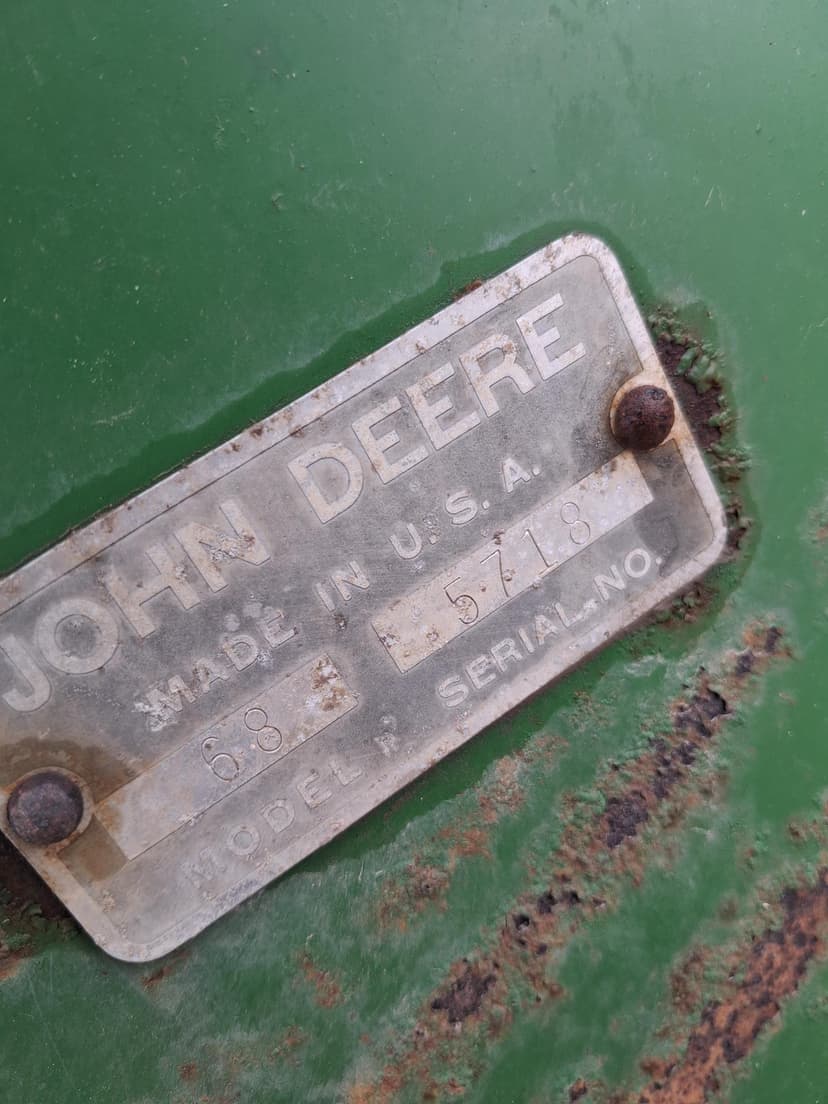 JOHN DEERE
MADE IN U.S.A.
68 5718
MODEL SERIAL NO.